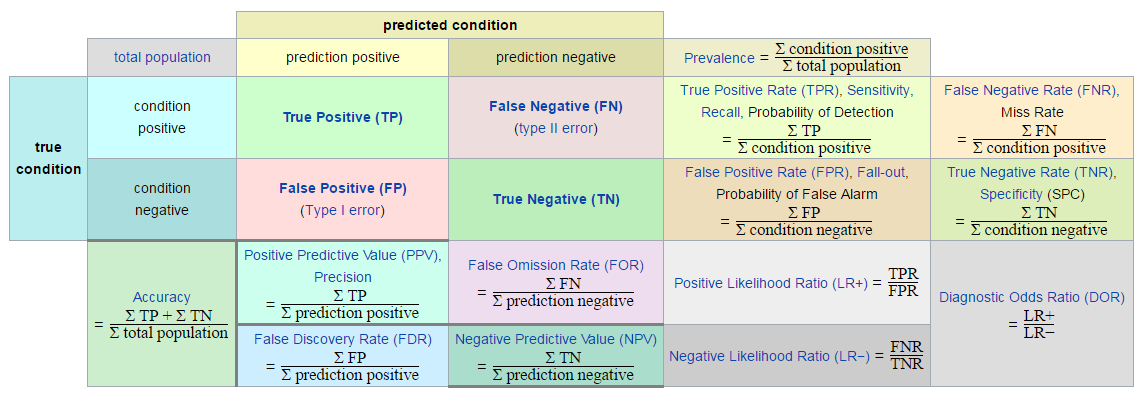 predicted condition
total population
prediction positive
prediction negative
Prevalence = Σ condition positive / Σ total population
true condition
condition positive
True Positive (TP)
False Negative (FN)
(type II error)
True Positive Rate (TPR), Sensitivity,
Recall, Probability of Detection
= Σ TP / Σ condition positive
False Negative Rate (FNR),
Miss Rate
= Σ FN / Σ condition positive
condition negative
False Positive (FP)
(Type I error)
True Negative (TN)
False Positive Rate (FPR), Fall-out,
Probability of False Alarm
= Σ FP / Σ condition negative
True Negative Rate (TNR),
Specificity (SPC)
= Σ TN / Σ condition negative
Accuracy
= Σ TP + Σ TN / Σ total population
Positive Predictive Value (PPV),
Precision
= Σ TP / Σ prediction positive
False Omission Rate (FOR)
= Σ FN / Σ prediction negative
Positive Likelihood Ratio (LR+) = TPR / FPR
Diagnostic Odds Ratio (DOR)
= LR+ / LR−
False Discovery Rate (FDR)
= Σ FP / Σ prediction positive
Negative Predictive Value (NPV)
= Σ TN / Σ prediction negative
Negative Likelihood Ratio (LR−) = FNR / TNR